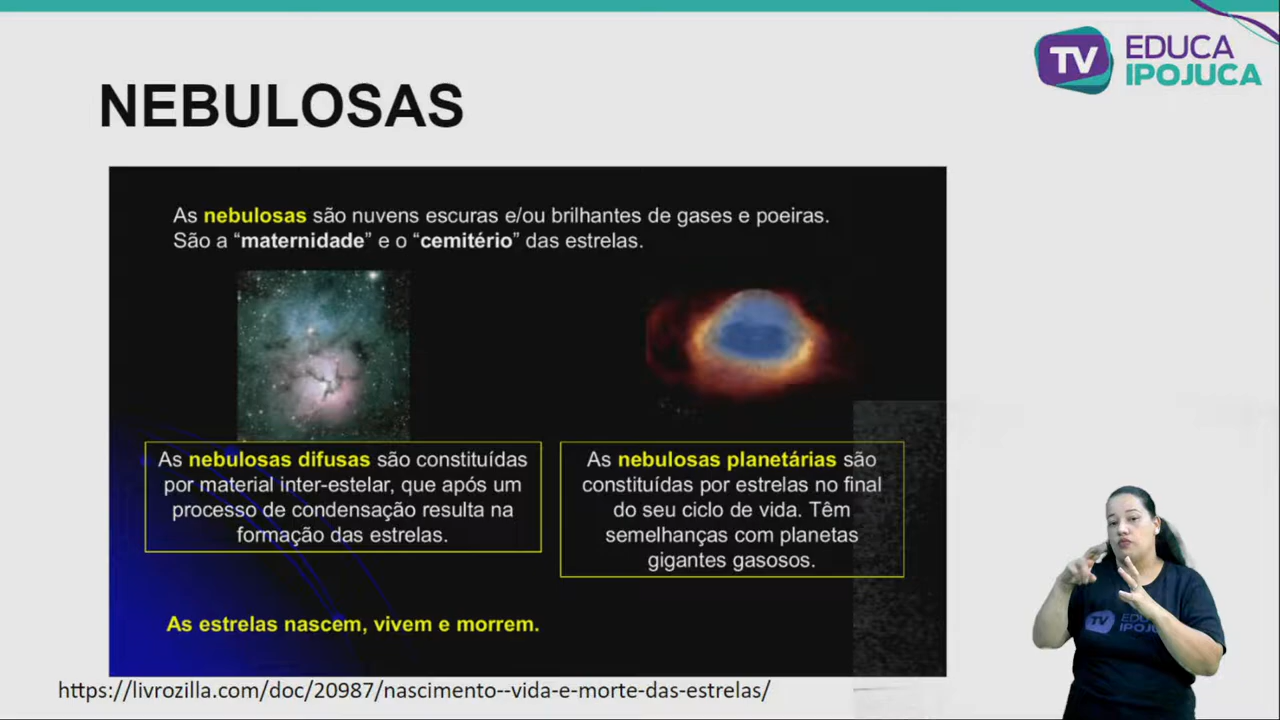 TV EDUCA
IPOJUCA
NEBULOSAS
As nebulosas são nuvens escuras e/ou brilhantes de gases e poeiras.
São a “maternidade” e o “cemitério” das estrelas.
As nebulosas difusas são constituídas
por material inter-estelar, que após um
processo de condensação resulta na
formação das estrelas.
As nebulosas planetárias são
constituídas por estrelas no final
do seu ciclo de vida. Têm
semelhanças com planetas
gigantes gasosos.
As estrelas nascem, vivem e morrem.
https://livrozilla.com/doc/20987/nascimento--vida-e-morte-das-estrelas/
TV